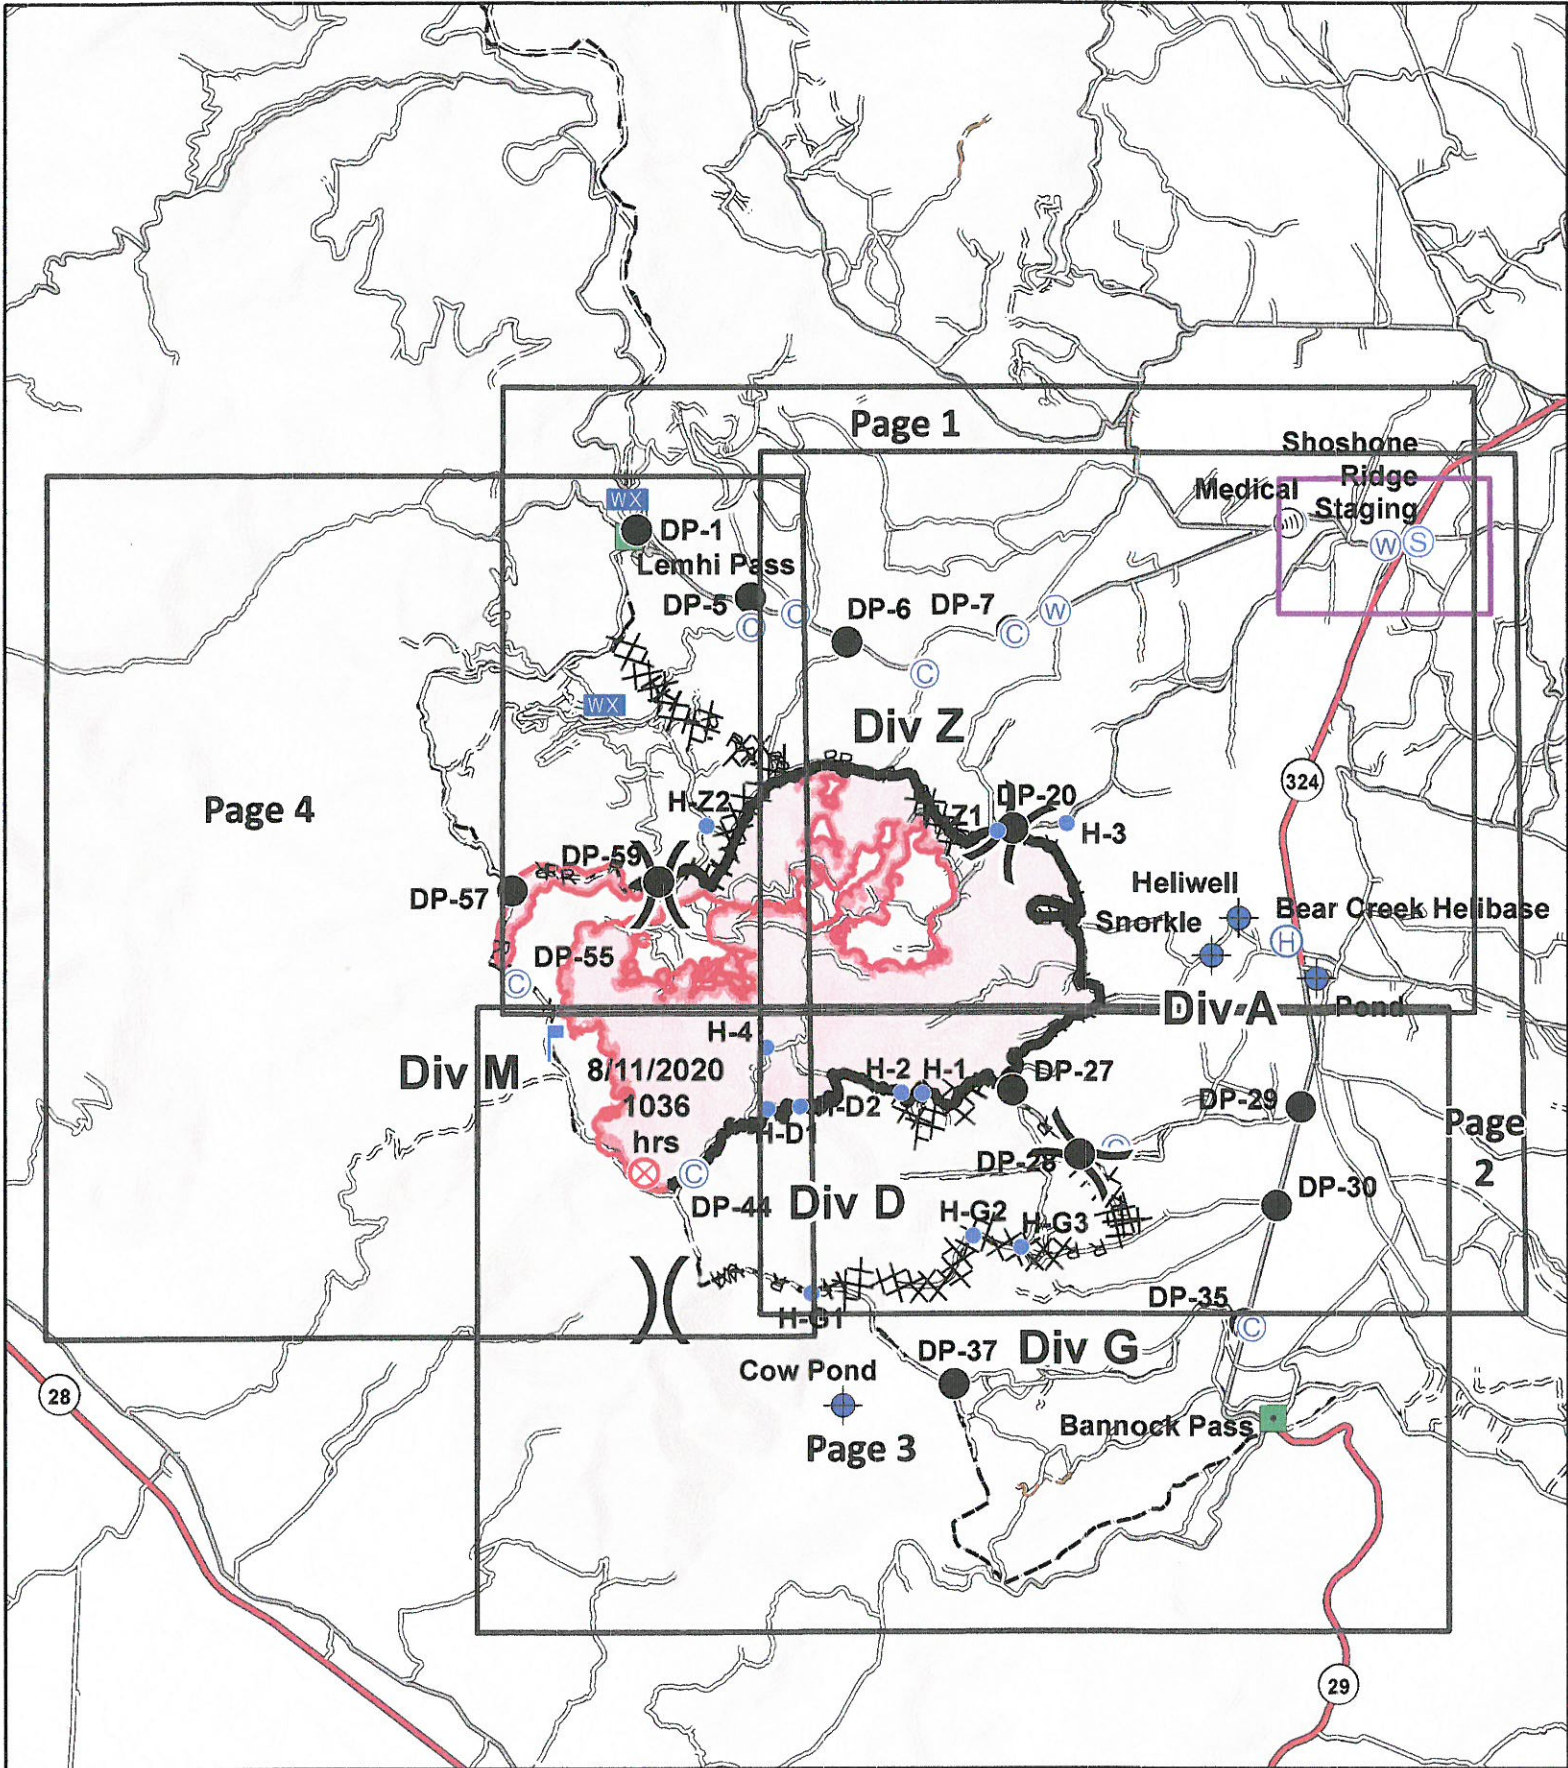 Page 1
Shoshone
Ridge
Staging
Medical
WX
DP-1
W
S
Lemhi Pass
DP-5
C
C
DP-6
DP-7
C
W
C
WX
Div Z
324
Page 4
H-Z2
Z1
DP-20
H-3
DP-59
DP-57
Heliwell
Snorkle
Bear Creek Helibase
H
DP-55
C
Pond
Div A
H-4
Div M
8/11/2020
1036
hrs
H-2
H-1
DP-27
H-D2
H-D1
DP-29
Page
2
C
DP-28
C
DP-44
Div D
DP-30
H-G2
H-G3
R
R
H-G1
DP-35
C
DP-37
Div G
Cow Pond
28
Page 3
Bannock Pass
29